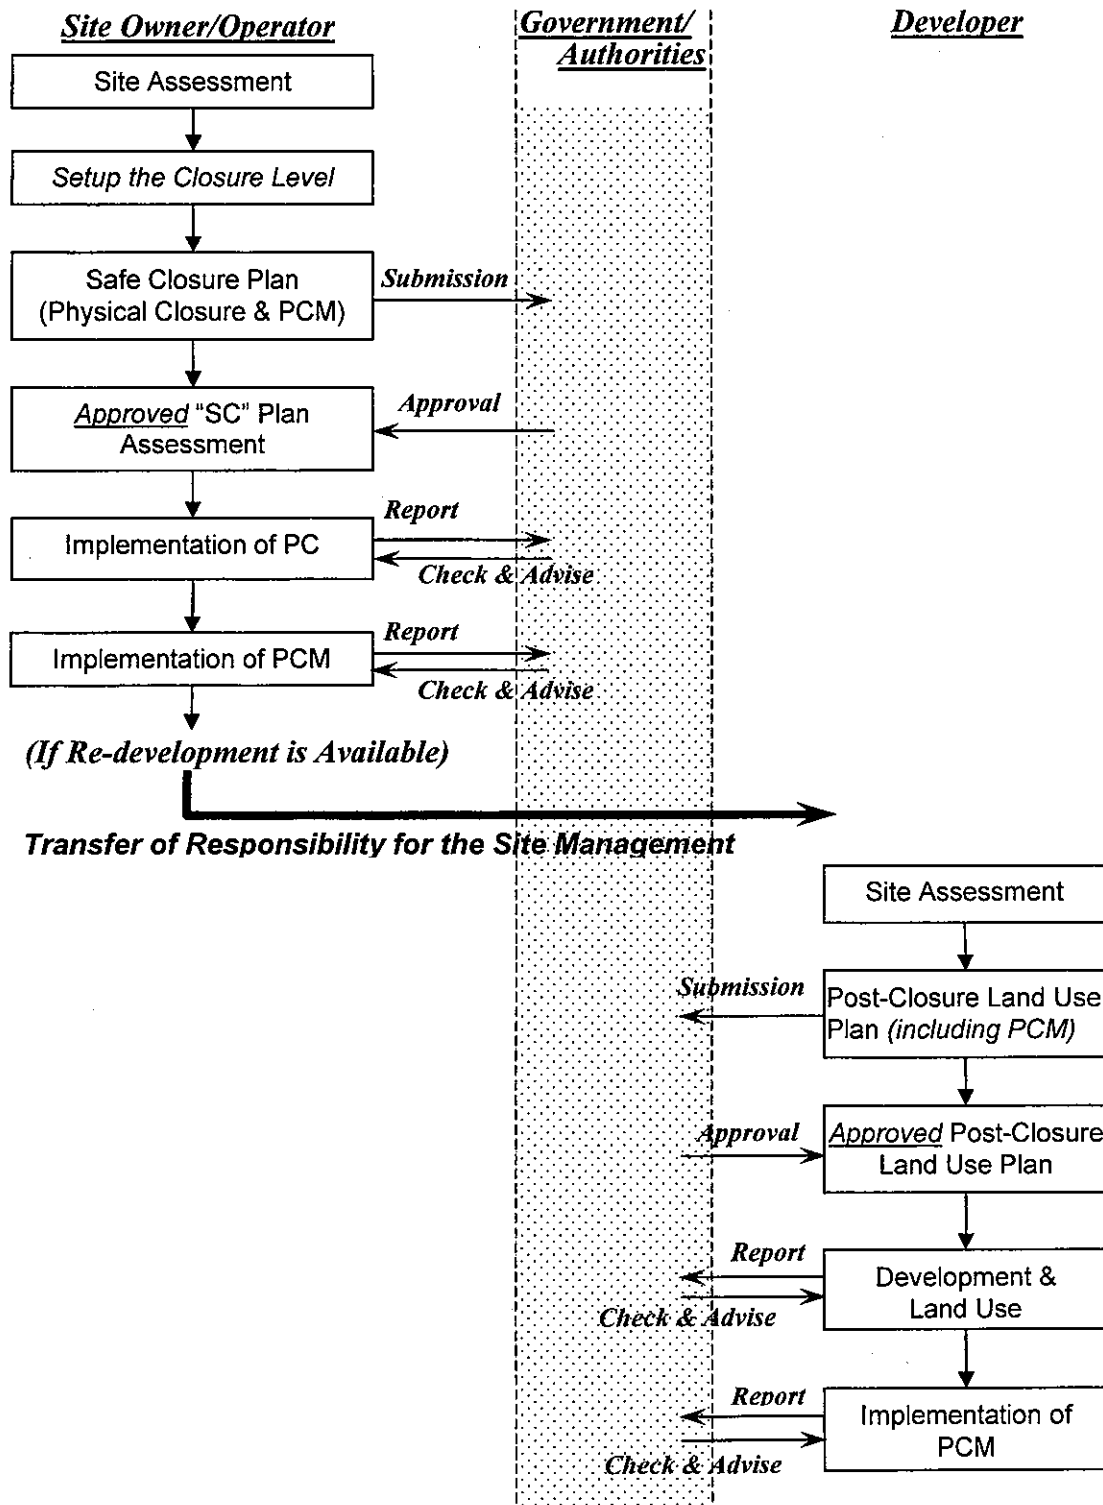 Site Owner/Operator
Government/
Authorities
Developer
Site Assessment
Setup the Closure Level
Safe Closure Plan
(Physical Closure & PCM)
Submission
Approved "SC" Plan
Assessment
Approval
Implementation of PC
Report
Check & Advise
Implementation of PCM
Report
Check & Advise
(If Re-development is Available)
Transfer of Responsibility for the Site Management
Site Assessment
Submission
Post-Closure Land Use
Plan (including PCM)
Approval
Approved Post-Closure
Land Use Plan
Report
Check & Advise
Development &
Land Use
Report
Check & Advise
Implementation of
PCM